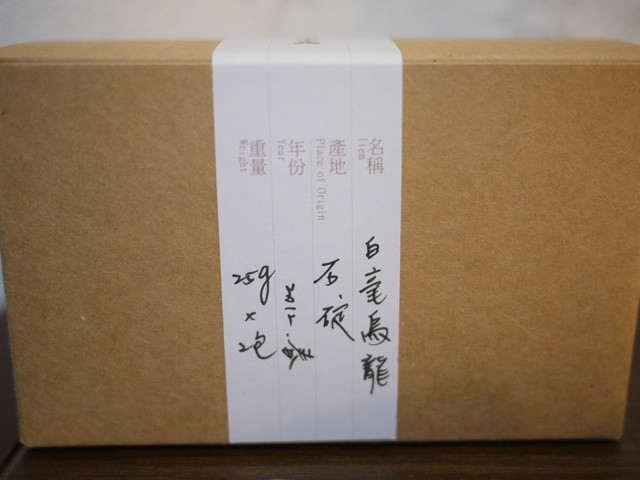 名稱
Item
白毫烏龍
產地
Place of Origin
石碇
年份
Year
重量
Weight
25g x 2包